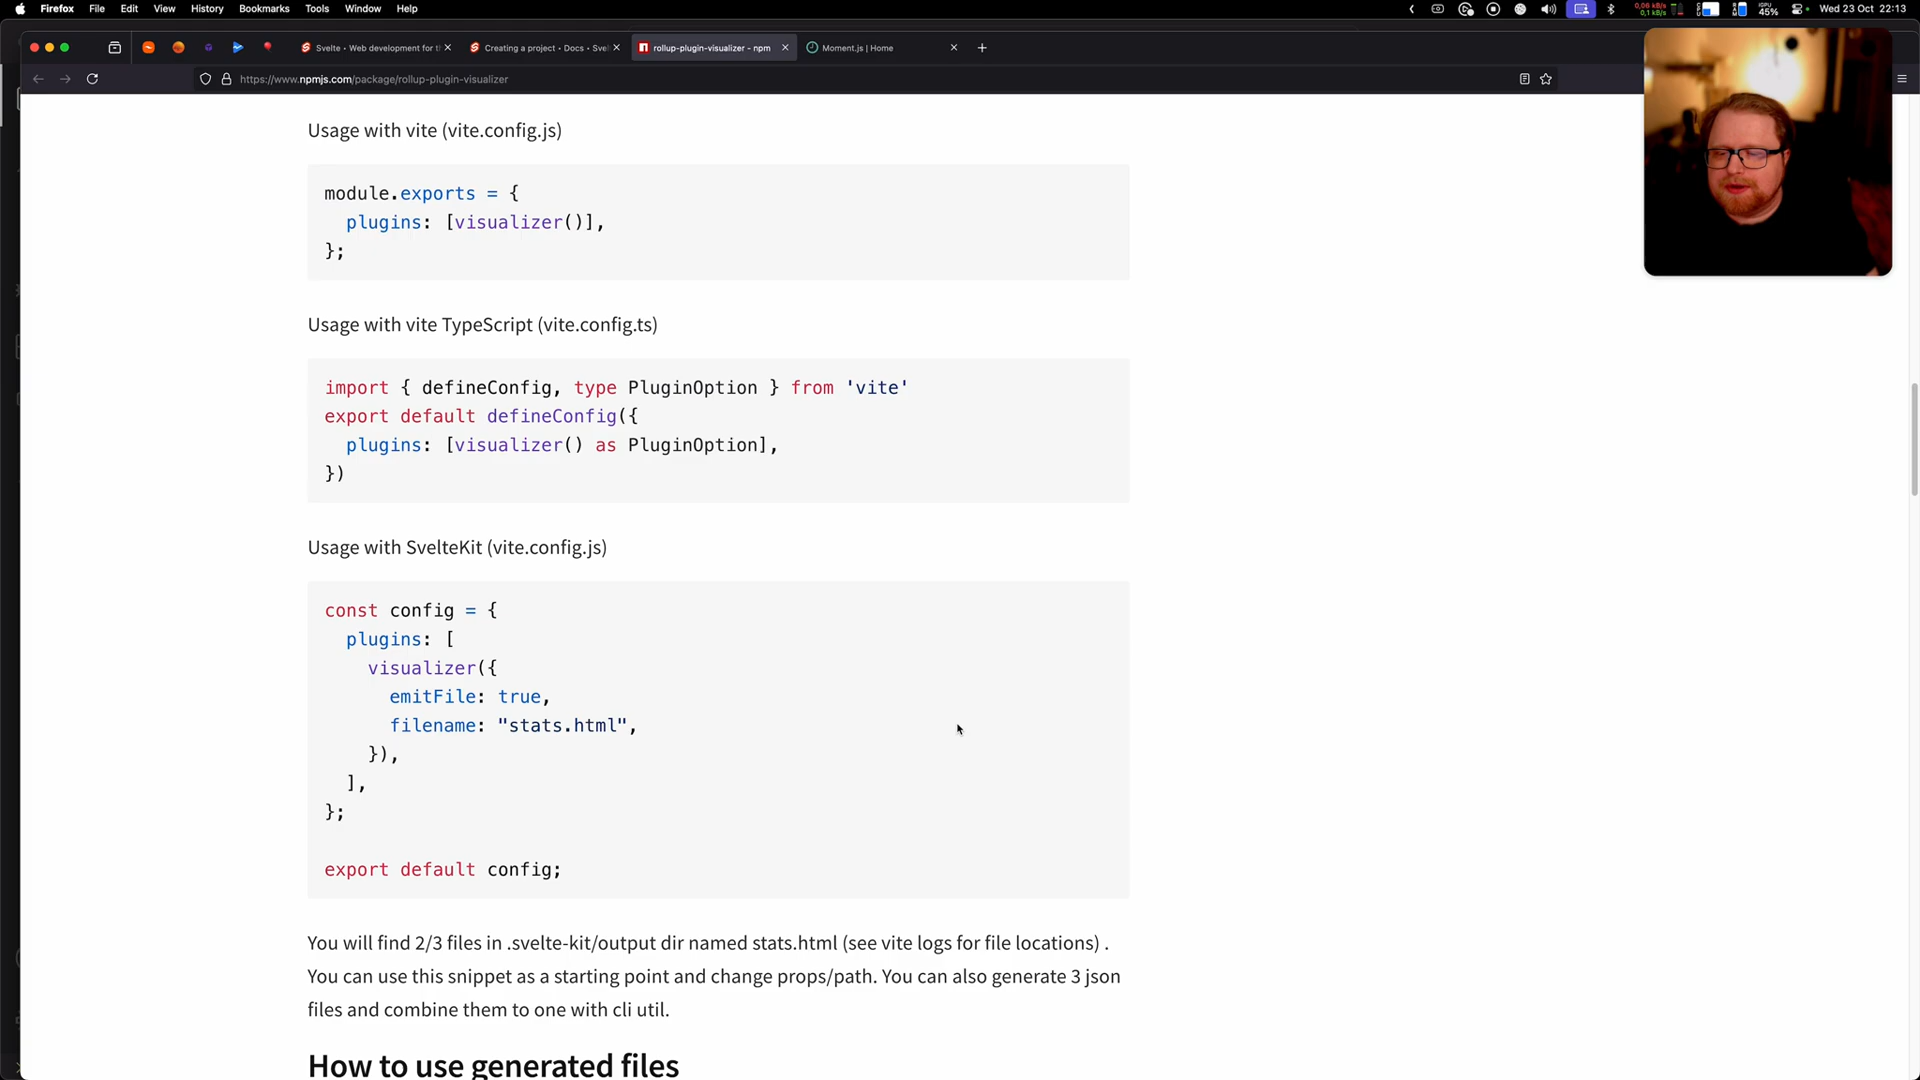 Firefox File Edit View History Bookmarks Tools Window Help
45% Wed 23 Oct 22:13
Svelte • Web development for t
Creating a project • Docs • Sve
rollup-plugin-visualizer - npm
Moment.js | Home
https://www.npmjs.com/package/rollup-plugin-visualizer
Usage with vite (vite.config.js)
module.exports = {
plugins: [visualizer()],
};
Usage with vite TypeScript (vite.config.ts)
import { defineConfig, type PluginOption } from 'vite'
export default defineConfig({
plugins: [visualizer() as PluginOption],
})
Usage with SvelteKit (vite.config.js)
const config = {
plugins: [
visualizer({
emitFile: true,
filename: "stats.html",
}),
],
};
export default config;
You will find 2/3 files in .svelte-kit/output dir named stats.html (see vite logs for file locations) .
You can use this snippet as a starting point and change props/path. You can also generate 3 json
files and combine them to one with cli util.
How to use generated files